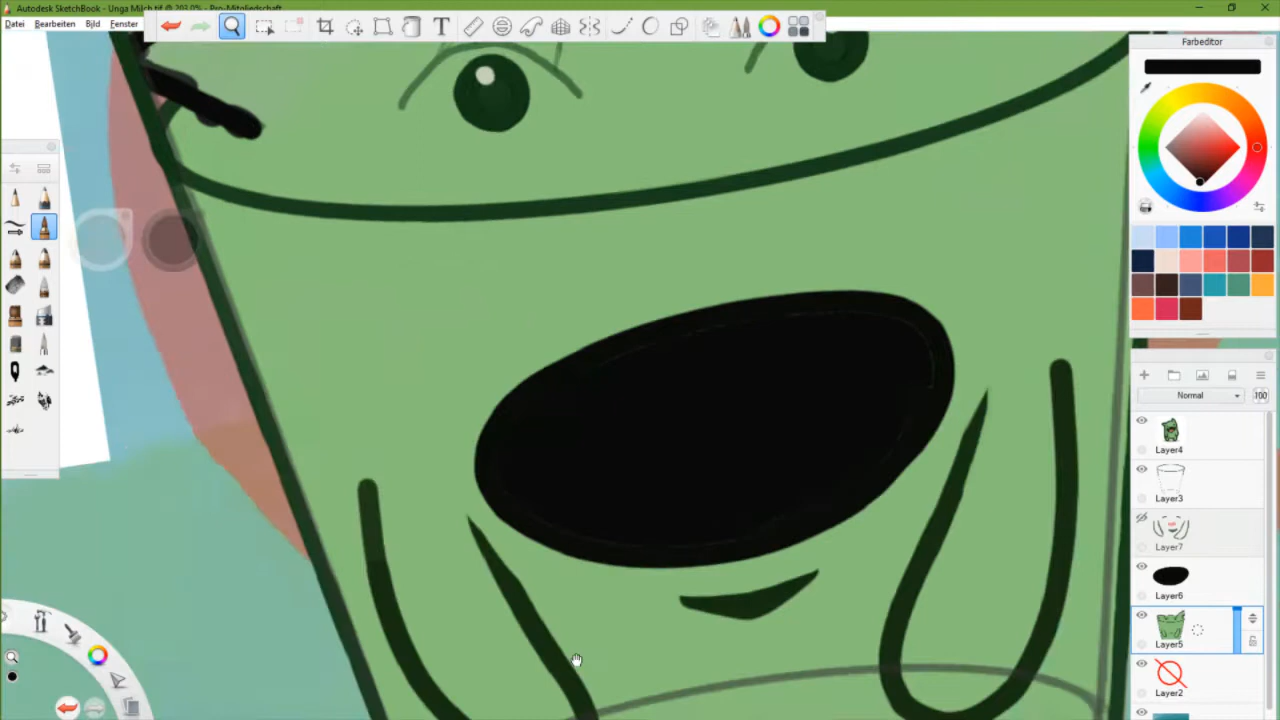 Autodesk SketchBook - Unga Milch.tif @ 203.0% - Pro-Mitgliedschaft
Datei Bearbeiten Bild Fenster
T
Farbeditor
Normal 100
Layer4
Layer3
Layer7
Layer6
Layer5
Layer2